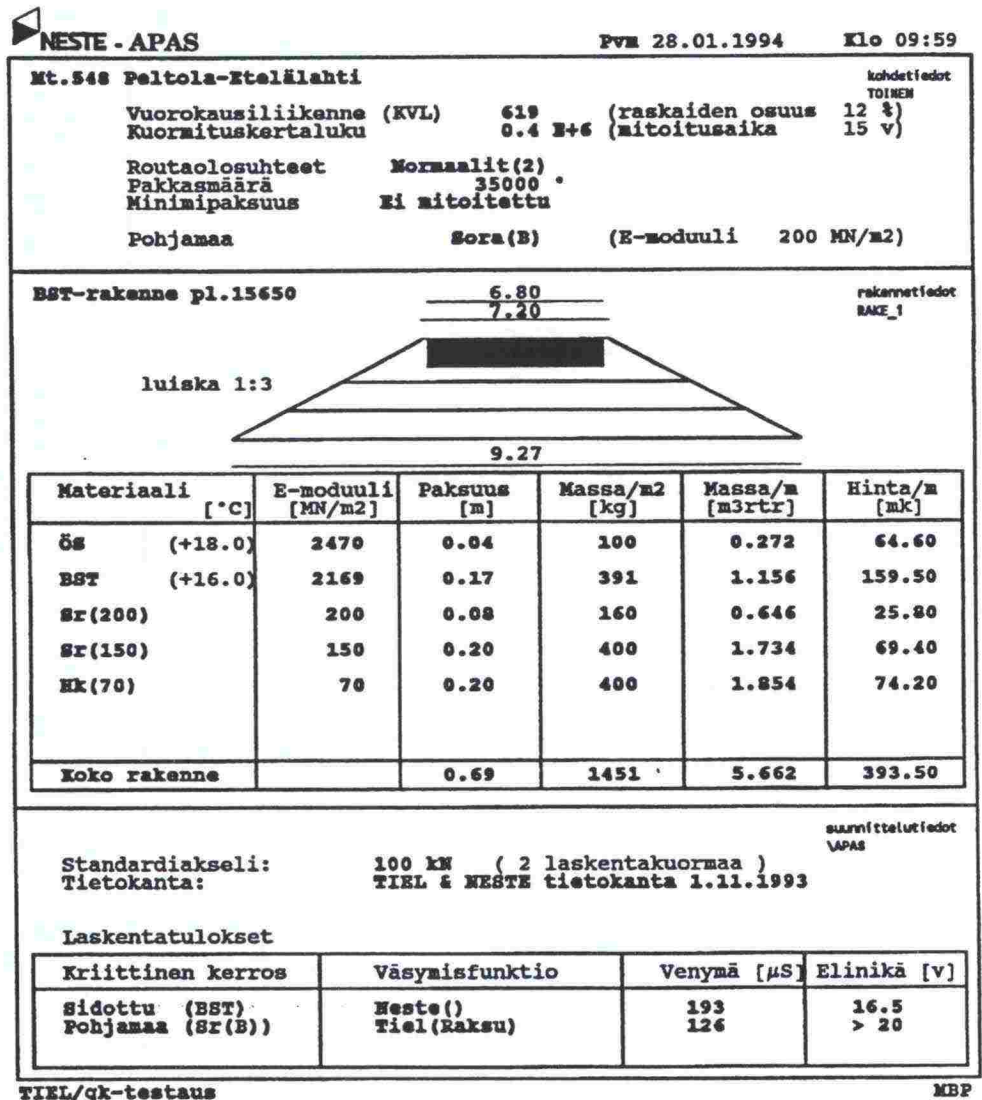 NESTE - APAS Pvm 28.01.1994 Klo 09:59
Mt.548 Peltola-Etelälahti kohdetiedot
TOINEN
Vuorokausiliikenne (KVL) 619 (raskaiden osuus 12 %)
Kuormituskertaluku 0.4 E+6 (mitoitusaika 15 v)
Routaolosuhteet Normaalit(2)
Pakkasmäärä 35000 °
Minimipaksuus Ei mitoitettu
Pohjamaa Sora(B) (E-moduuli 200 MN/m2)
BST-rakenne pl.15650 6.80 rakennetiedot
7.20 RAKE_1
luiska 1:3
9.27
Materiaali E-moduuli Paksuus Massa/m2 Massa/m Hinta/m
[°C] [MN/m2] [m] [kg] [m3rtr] [mk]
ös (+18.0) 2470 0.04 100 0.272 64.60
BST (+16.0) 2169 0.17 391 1.156 159.50
Sr(200) 200 0.08 160 0.646 25.80
Sr(150) 150 0.20 400 1.734 69.40
Hk(70) 70 0.20 400 1.854 74.20
Koko rakenne 0.69 1451 5.662 393.50
suunnittelutiedot
\APAS
Standardiakseli: 100 kN ( 2 laskentakuormaa )
Tietokanta: TIEL & NESTE tietokanta 1.11.1993
Laskentatulokset
Kriittinen kerros Väsymisfunktio Venymä [μS] Elinikä [v]
Sidottu (BST) Neste() 193 16.5
Pohjamaa (Sr(B)) Tiel(Raksu) 126 > 20
TIEL/gk-testaus MBP